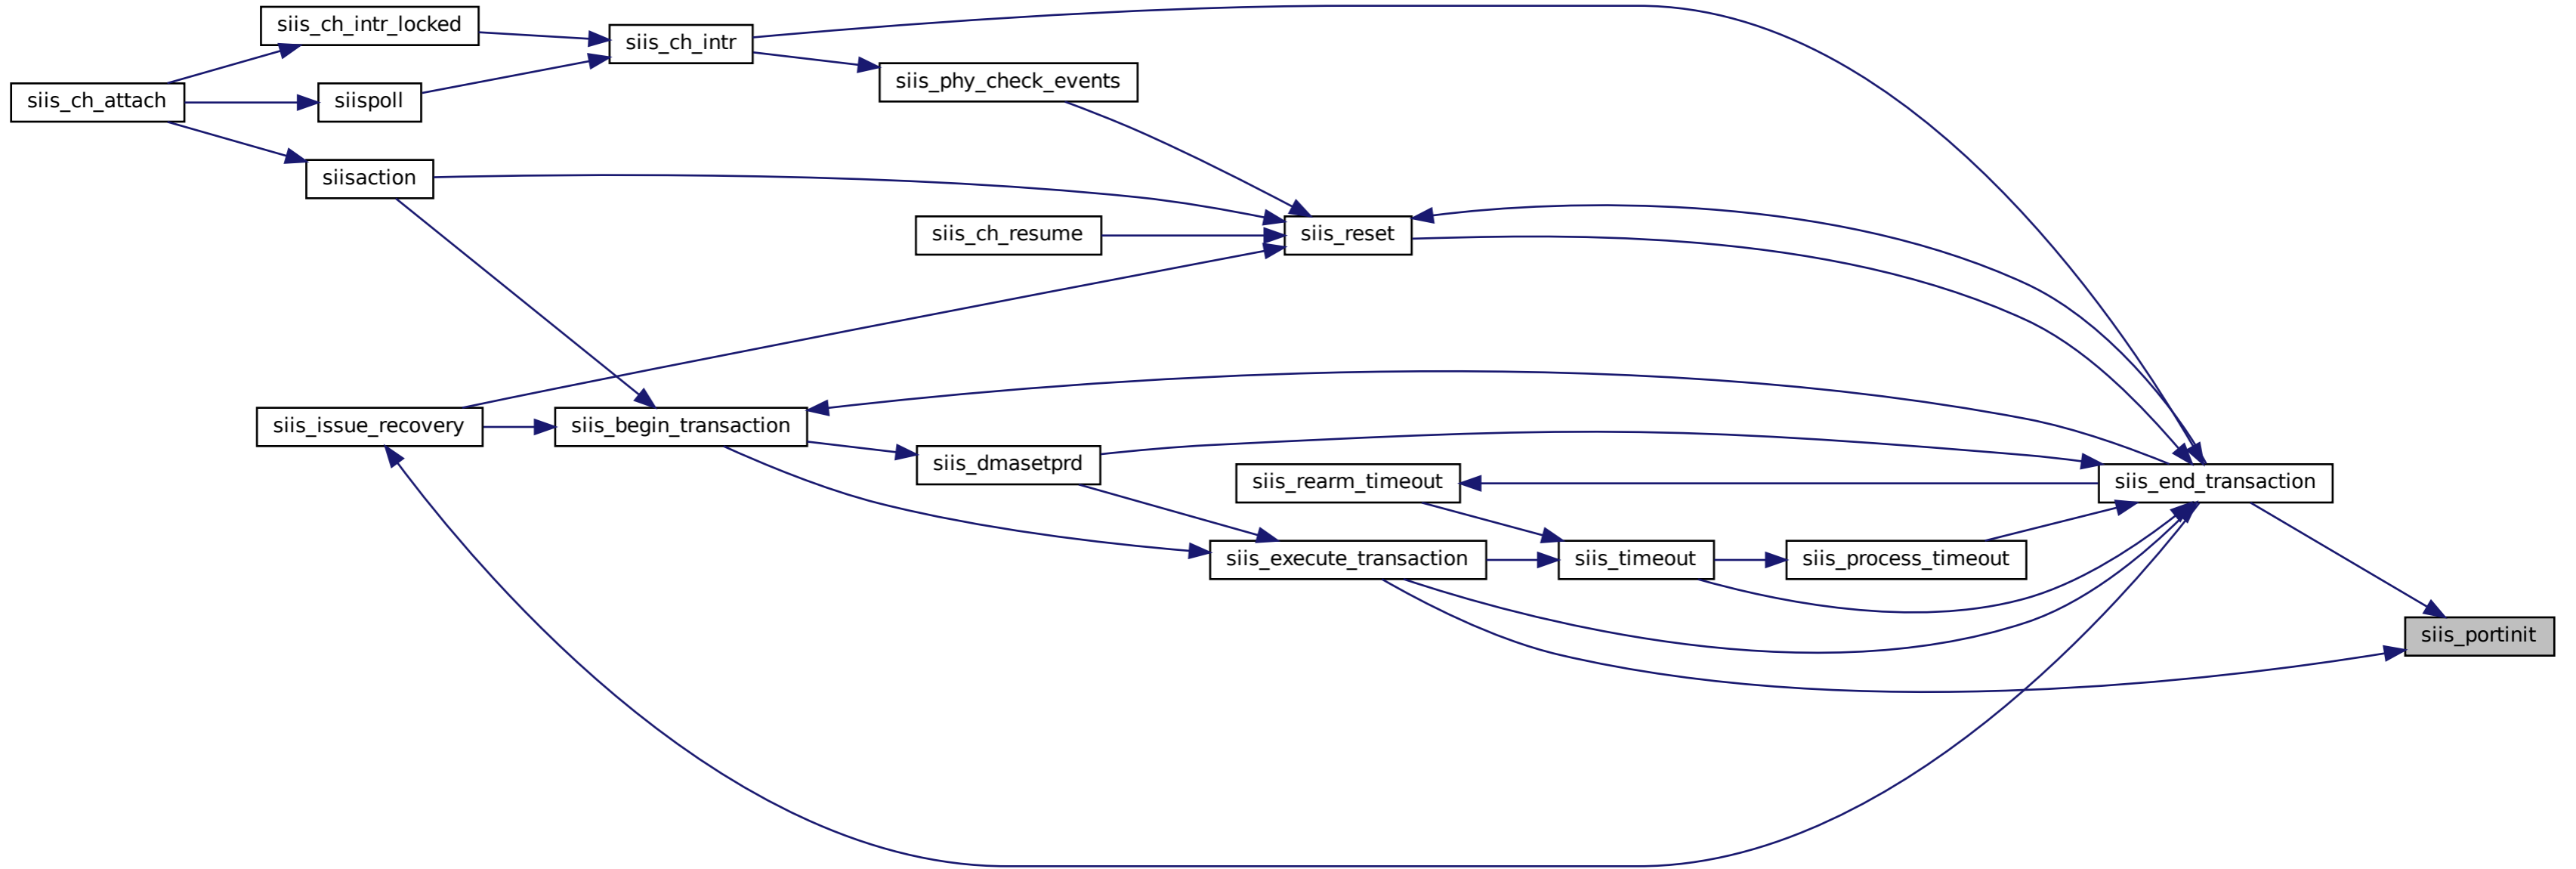 siis_ch_intr_locked
siis_ch_intr
siis_phy_check_events
siis_ch_attach
siispoll
siisaction
siis_ch_resume
siis_reset
siis_issue_recovery
siis_begin_transaction
siis_dmasetprd
siis_rearm_timeout
siis_end_transaction
siis_execute_transaction
siis_timeout
siis_process_timeout
siis_portinit